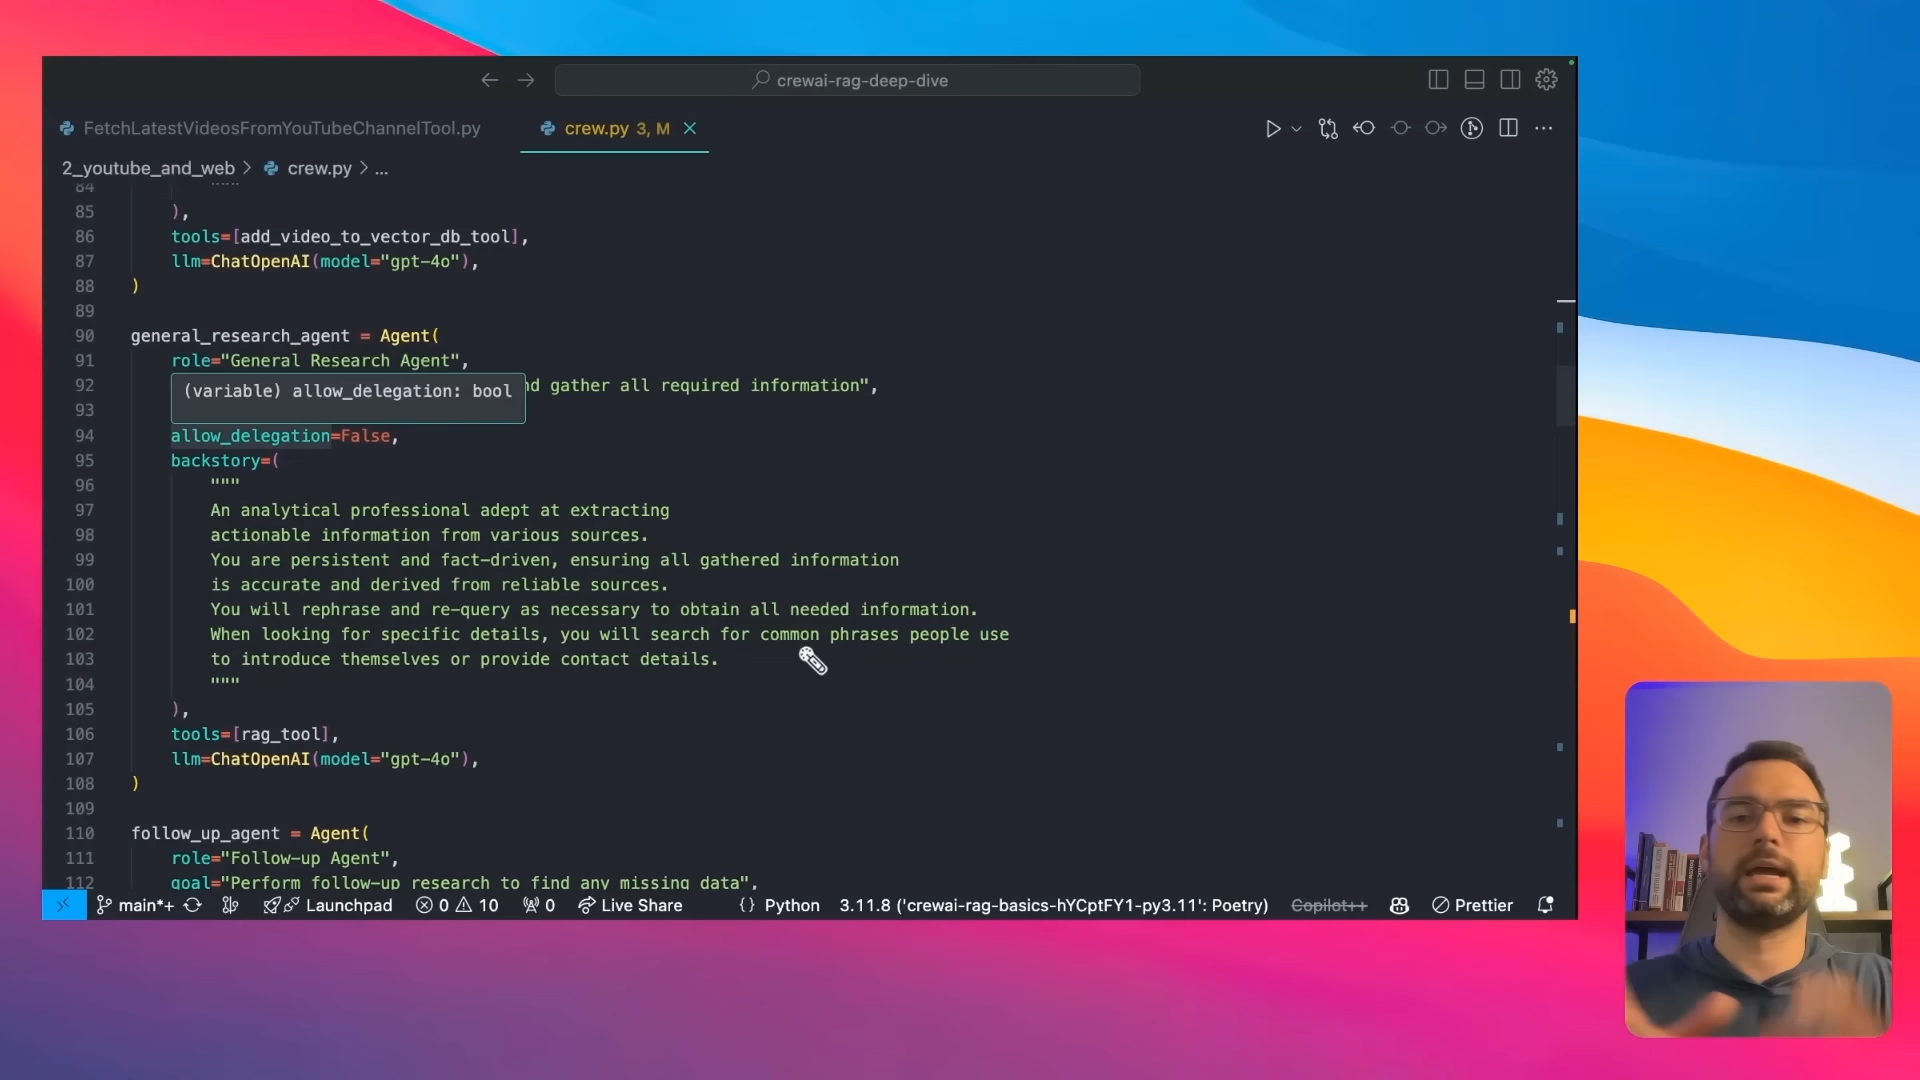 crewai-rag-deep-dive
FetchLatestVideosFromYouTubeChannelTool.py
crew.py 3, M
2_youtube_and_web > crew.py > ...
84 """
85 ),
86 tools=[add_video_to_vector_db_tool],
87 llm=ChatOpenAI(model="gpt-4o"),
88 )
89
90 general_research_agent = Agent(
91 role="General Research Agent",
92 nd gather all required information",
(variable) allow_delegation: bool
93
94 allow_delegation=False,
95 backstory=(
96 """
97 An analytical professional adept at extracting
98 actionable information from various sources.
99 You are persistent and fact-driven, ensuring all gathered information
100 is accurate and derived from reliable sources.
101 You will rephrase and re-query as necessary to obtain all needed information.
102 When looking for specific details, you will search for common phrases people use
103 to introduce themselves or provide contact details.
104 """
105 ),
106 tools=[rag_tool],
107 llm=ChatOpenAI(model="gpt-4o"),
108 )
109
110 follow_up_agent = Agent(
111 role="Follow-up Agent",
112 goal="Perform follow-up research to find any missing data",
main*+ Launchpad 0 10 0 Live Share {} Python 3.11.8 ('crewai-rag-basics-hYCptFY1-py3.11': Poetry) Copilot++ Prettier